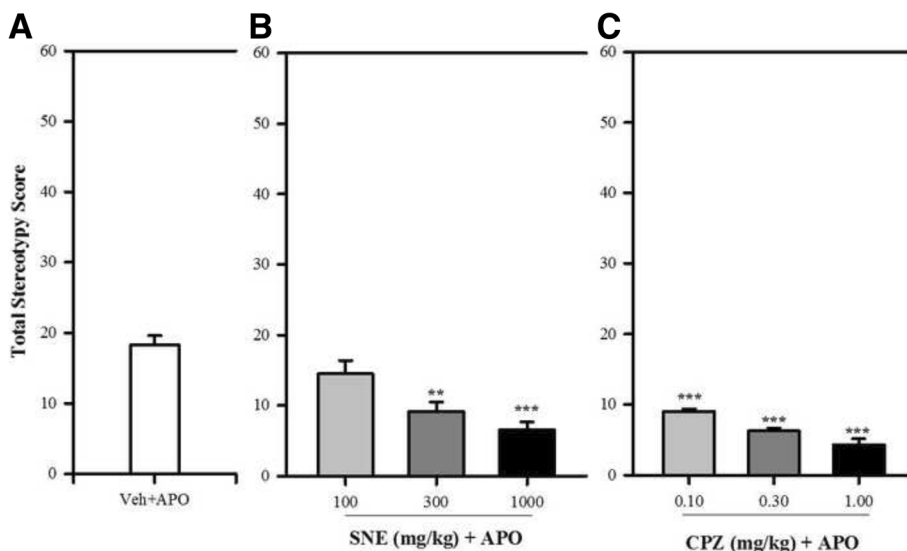 A
B
C
Total Stereotypy Score
60
50
40
30
20
10
0
Veh+APO
60
50
40
30
20
10
0
**
***
100 300 1000
SNE (mg/kg) + APO
60
50
40
30
20
10
0
***
***
***
0.10 0.30 1.00
CPZ (mg/kg) + APO